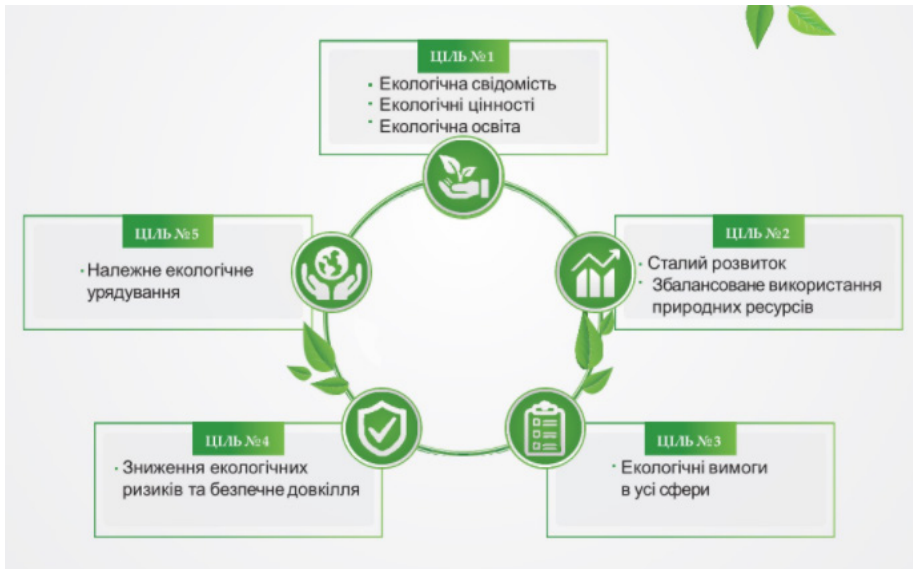 ЦІЛЬ №1
· Екологічна свідомість
· Екологічні цінності
· Екологічна освіта
ЦІЛЬ №2
· Сталий розвиток
· Збалансоване використання
природних ресурсів
ЦІЛЬ №3
· Екологічні вимоги
в усі сфери
ЦІЛЬ №4
· Зниження екологічних
ризиків та безпечне довкілля
ЦІЛЬ №5
· Належне екологічне
урядування